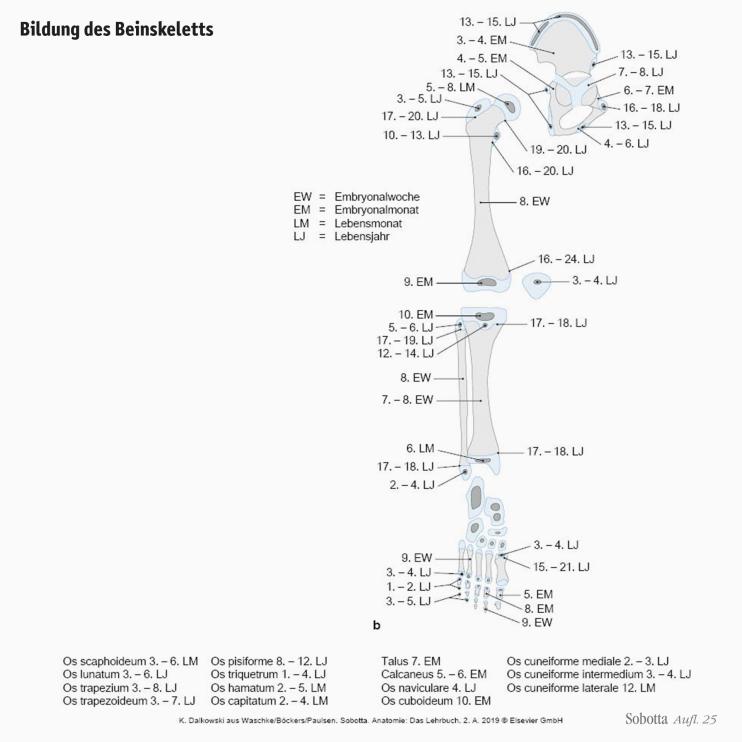 Bildung des Beinskeletts
13. – 15. LJ
3. – 4. EM
4. – 5. EM
13. – 15. LJ
5. – 8. LM
3. – 5. LJ
17. – 20. LJ
10. – 13. LJ
13. – 15. LJ
7. – 8. LJ
6. – 7. EM
16. – 18. LJ
13. – 15. LJ
4. – 6. LJ
19. – 20. LJ
16. – 20. LJ
EW = Embryonalwoche
EM = Embryonalmonat
LM = Lebensmonat
LJ = Lebensjahr
8. EW
16. – 24. LJ
9. EM
3. – 4. LJ
10. EM
5. – 6. LJ
17. – 19. LJ
12. – 14. LJ
17. – 18. LJ
8. EW
7. – 8. EW
6. LM
17. – 18. LJ
2. – 4. LJ
17. – 18. LJ
9. EW
3. – 4. LJ
1. – 2. LJ
3. – 5. LJ
3. – 4. LJ
15. – 21. LJ
5. EM
8. EM
9. EW
b
Os scaphoideum 3. – 6. LM
Os lunatum 3. – 6. LJ
Os trapezium 3. – 8. LJ
Os trapezoideum 3. – 7. LJ
Os pisiforme 8. – 12. LJ
Os triquetrum 1. – 4. LJ
Os hamatum 2. – 5. LM
Os capitatum 2. – 4. LM
Talus 7. EM
Calcaneus 5. – 6. EM
Os naviculare 4. LJ
Os cuboideum 10. EM
Os cuneiforme mediale 2. – 3. LJ
Os cuneiforme intermedium 3. – 4. LJ
Os cuneiforme laterale 12. LM
K. Dalkowski aus Waschke/Böckers/Paulsen. Sobotta. Anatomie: Das Lehrbuch, 2. A. 2019 © Elsevier GmbH
Sobotta Aufl. 25